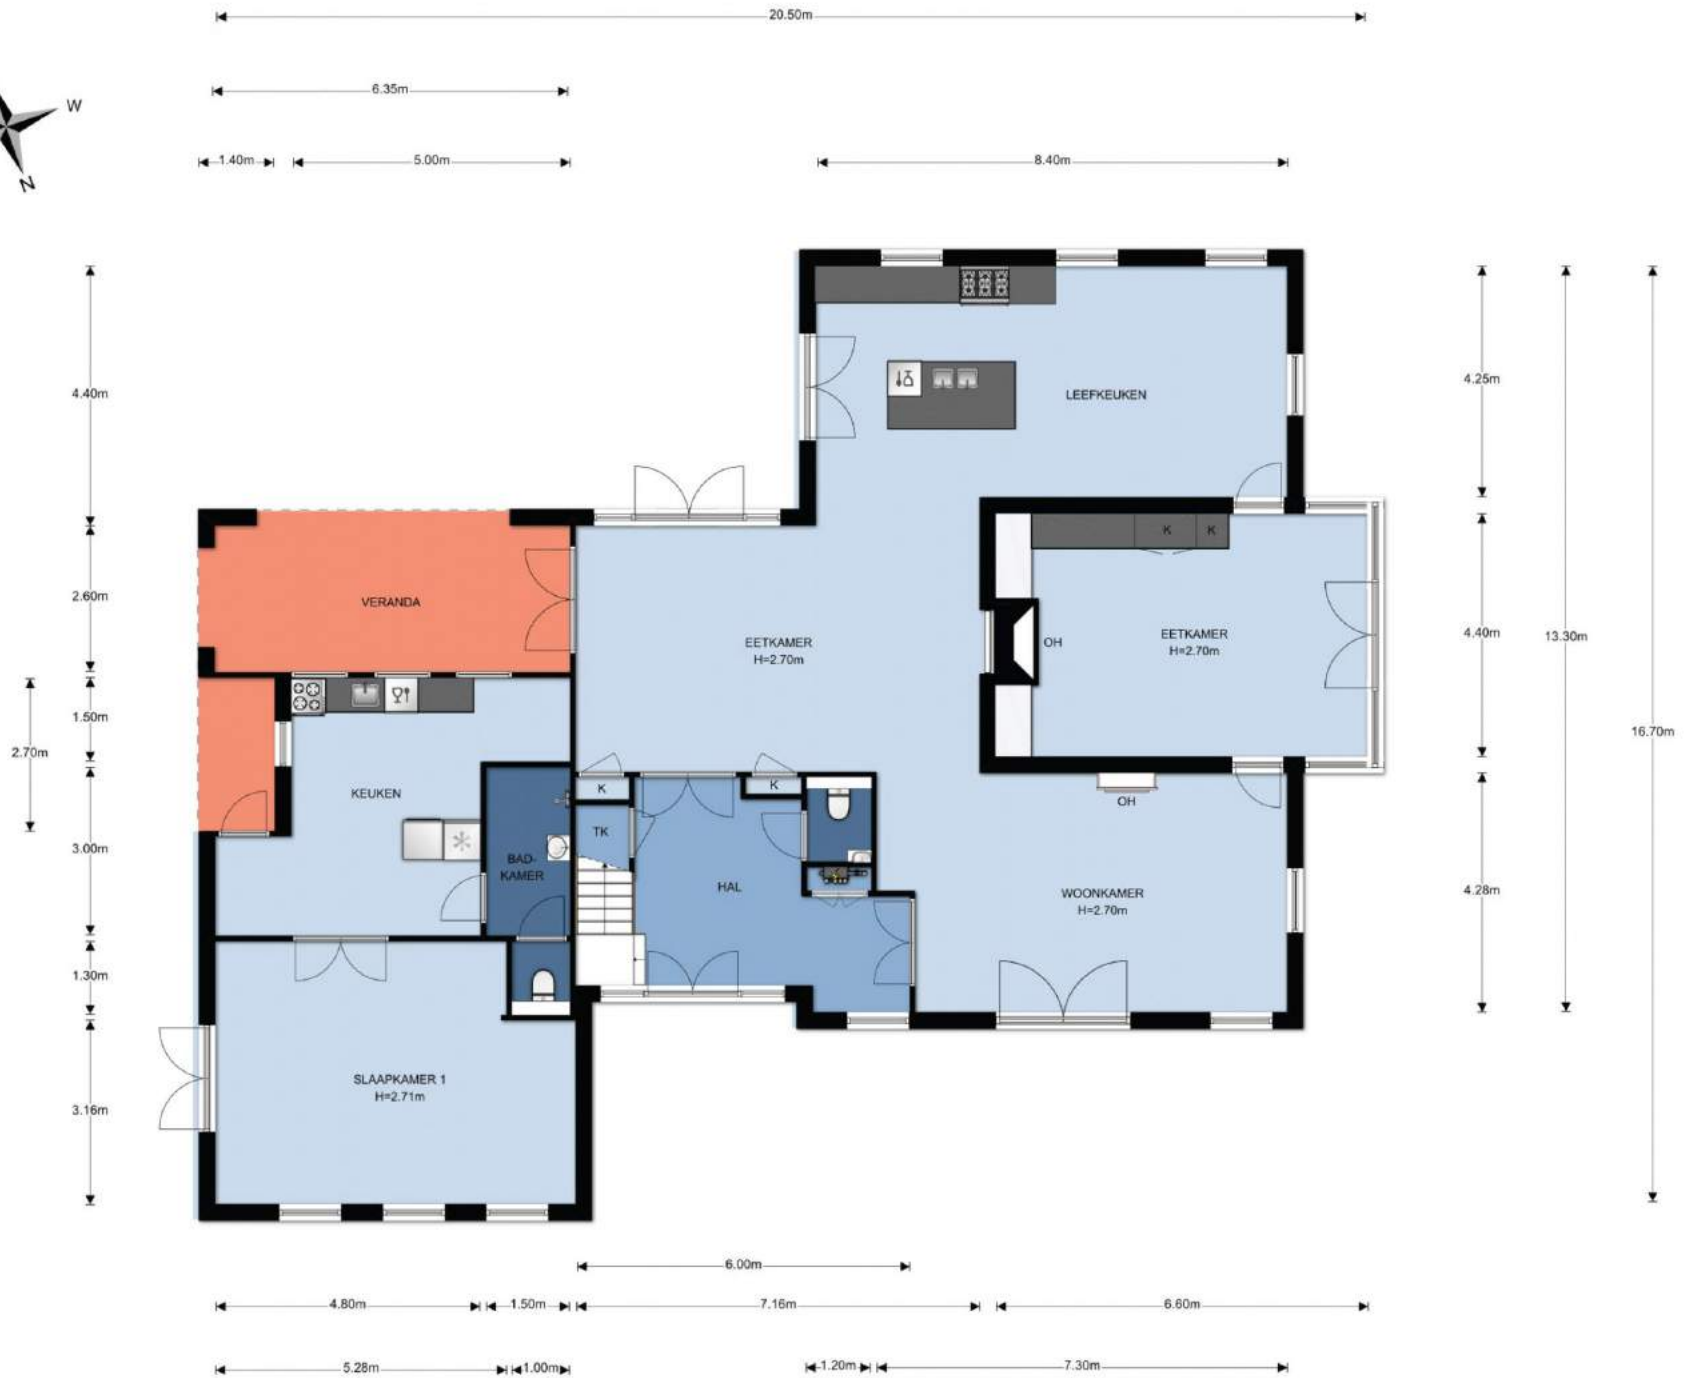 20.50m
6.35m
W
N
1.40m
5.00m
8.40m
4.40m
2.60m
1.50m
2.70m
3.00m
1.30m
3.16m
4.25m
4.40m
13.30m
16.70m
4.28m
LEEFKEUKEN
K
K
VERANDA
EETKAMER
H=2.70m
OH
EETKAMER
H=2.70m
KEUKEN
K
K
OH
TK
BAD-
KAMER
HAL
WOONKAMER
H=2.70m
SLAAPKAMER 1
H=2.71m
6.00m
4.80m
1.50m
7.16m
6.60m
5.28m
1.00m
1.20m
7.30m